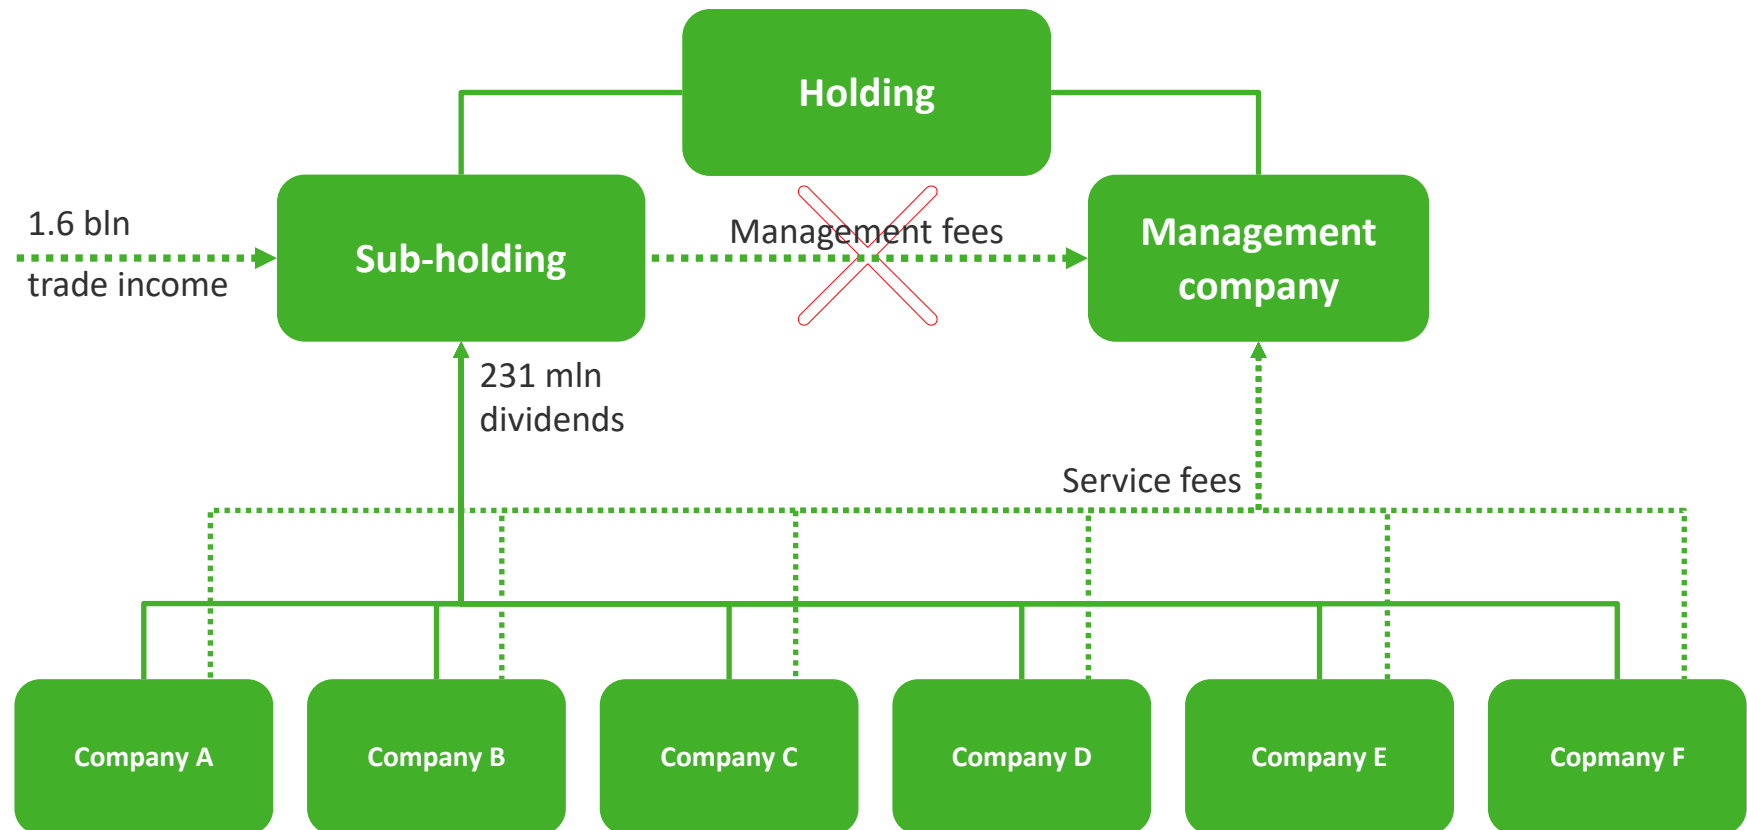 Holding
1.6 bln
trade income
Sub-holding
Management fees
Management
company
231 mln
dividends
Service fees
Company A
Company B
Company C
Company D
Company E
Copmany F